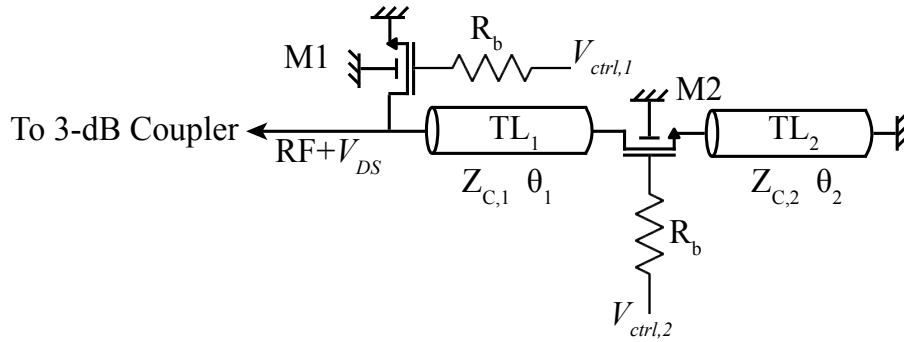 R_b
M1
V_ctrl,1
M2
To 3-dB Coupler
TL_1
TL_2
RF+V_DS
Z_C,1 θ_1
Z_C,2 θ_2
R_b
V_ctrl,2